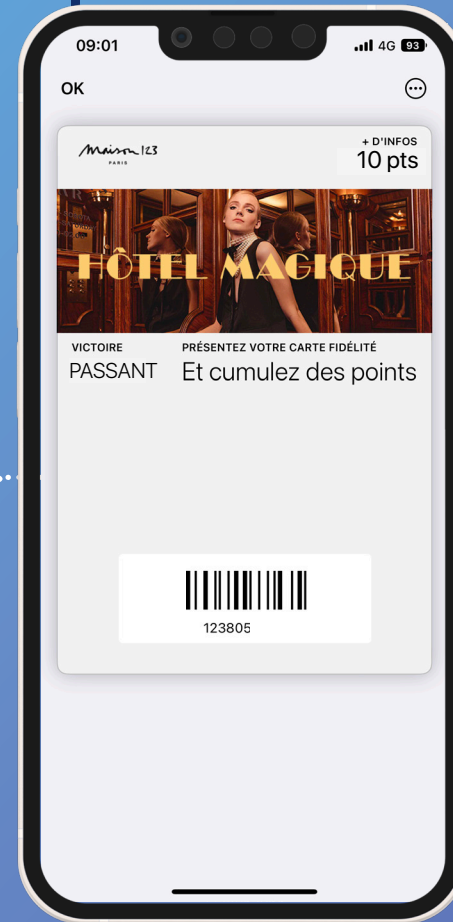 09:01
4G 93
OK
Maison 123
PARIS
+ D'INFOS
10 pts
HÔTEL MAGIQUE
VICTOIRE
PASSANT
PRÉSENTEZ VOTRE CARTE FIDÉLITÉ
Et cumulez des points
123805